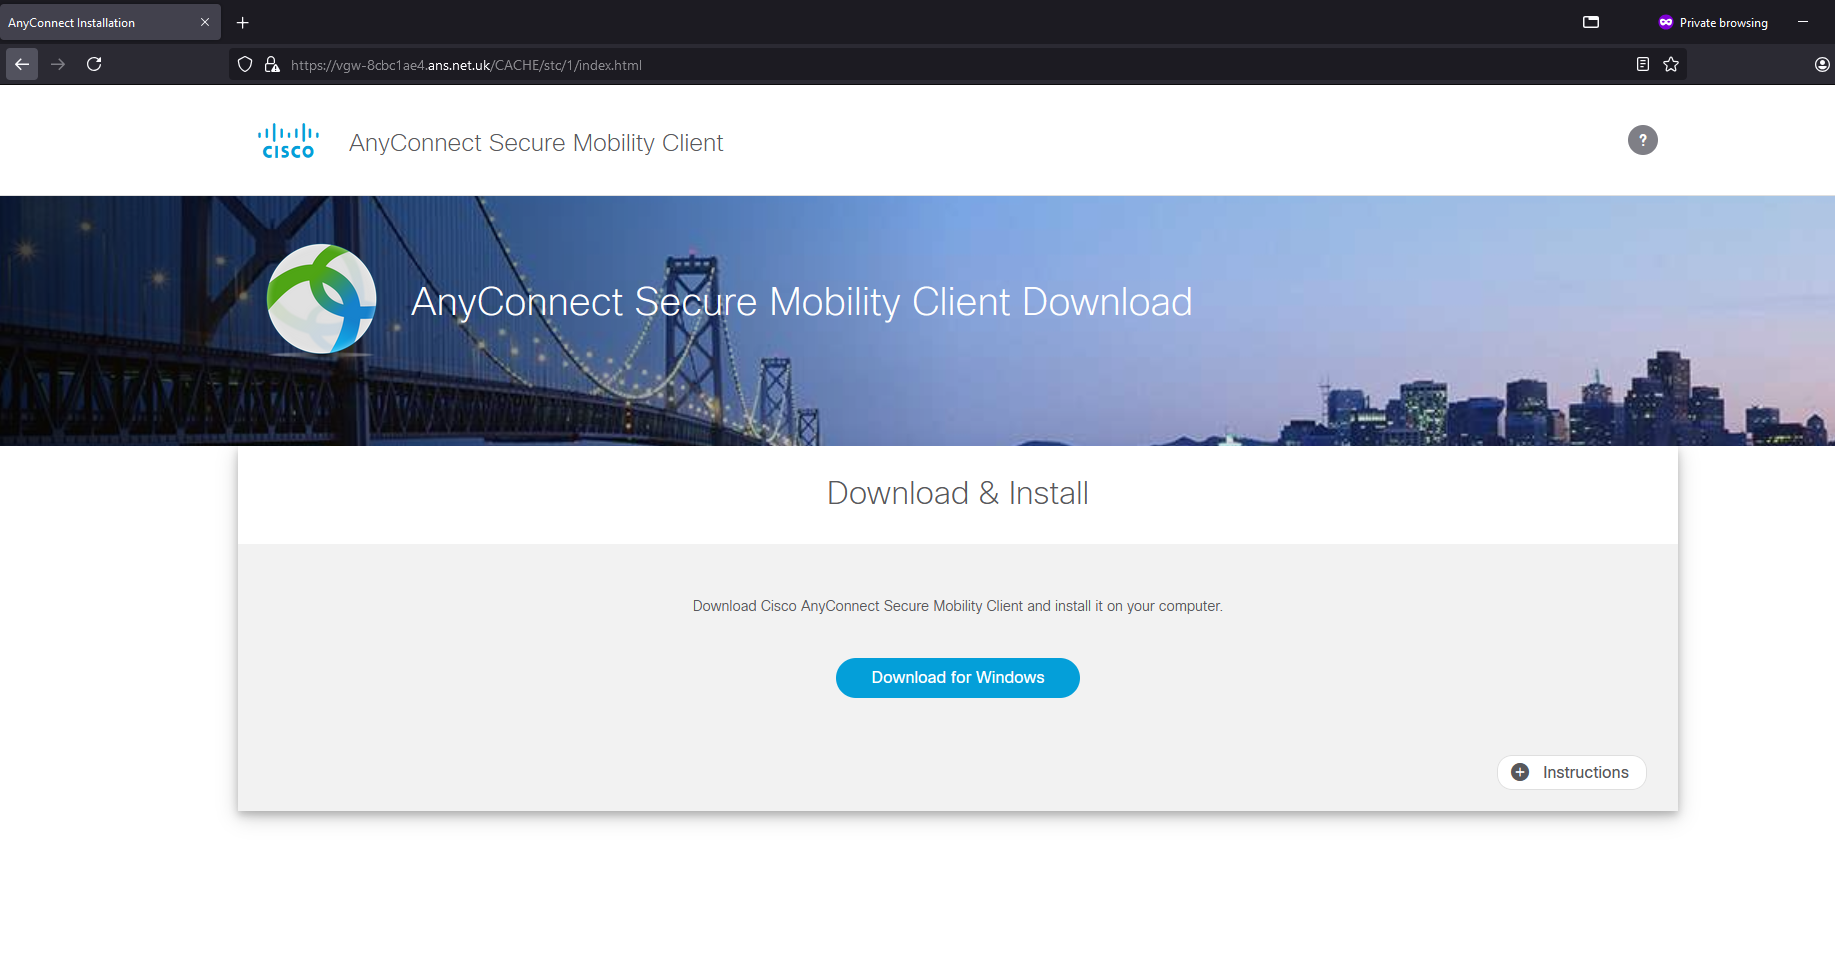 AnyConnect Installation
Private browsing
https://vgw-8cbc1ae4.ans.net.uk/CACHE/stc/1/index.html
CISCO AnyConnect Secure Mobility Client
?
AnyConnect Secure Mobility Client Download
Download & Install
Download Cisco AnyConnect Secure Mobility Client and install it on your computer.
Download for Windows
Instructions